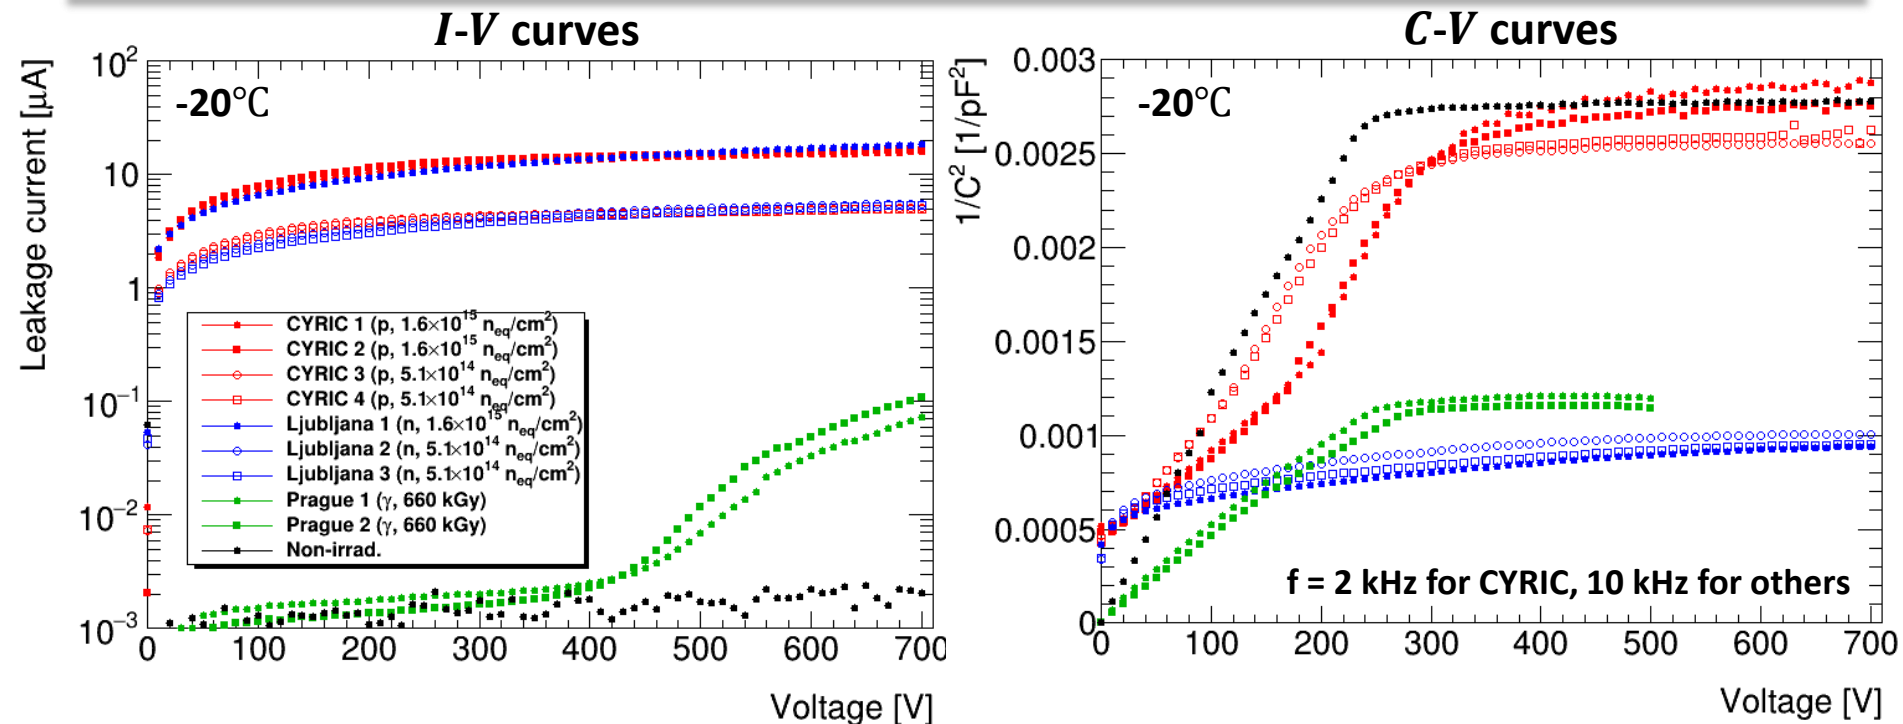 I-V curves
Leakage current [μA]
-20℃
10²
10
1
10⁻¹
10⁻²
10⁻³
CYRIC 1 (p, 1.6×10¹⁵ n_eq/cm²)
CYRIC 2 (p, 1.6×10¹⁵ n_eq/cm²)
CYRIC 3 (p, 5.1×10¹⁴ n_eq/cm²)
CYRIC 4 (p, 5.1×10¹⁴ n_eq/cm²)
Ljubljana 1 (n, 1.6×10¹⁵ n_eq/cm²)
Ljubljana 2 (n, 5.1×10¹⁴ n_eq/cm²)
Ljubljana 3 (n, 5.1×10¹⁴ n_eq/cm²)
Prague 1 (γ, 660 kGy)
Prague 2 (γ, 660 kGy)
Non-irrad.
0 100 200 300 400 500 600 700
Voltage [V]
C-V curves
1/C² [1/pF²]
-20℃
0.003
0.0025
0.002
0.0015
0.001
0.0005
0
f = 2 kHz for CYRIC, 10 kHz for others
0 100 200 300 400 500 600 700
Voltage [V]